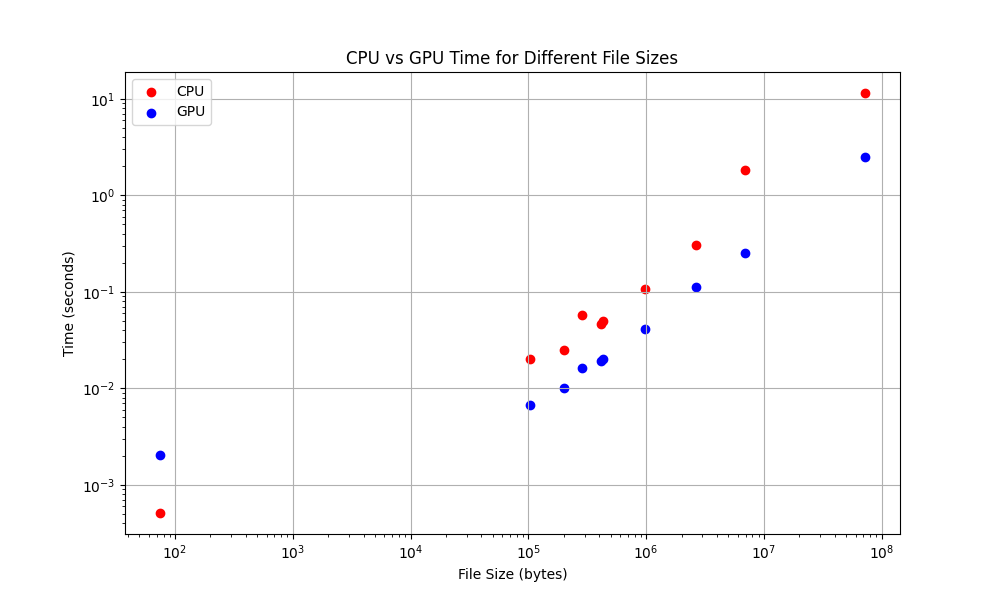 CPU vs GPU Time for Different File Sizes
CPU
GPU
Time (seconds)
10¹
10⁰
10⁻¹
10⁻²
10⁻³
10² 10³ 10⁴ 10⁵ 10⁶ 10⁷ 10⁸
File Size (bytes)